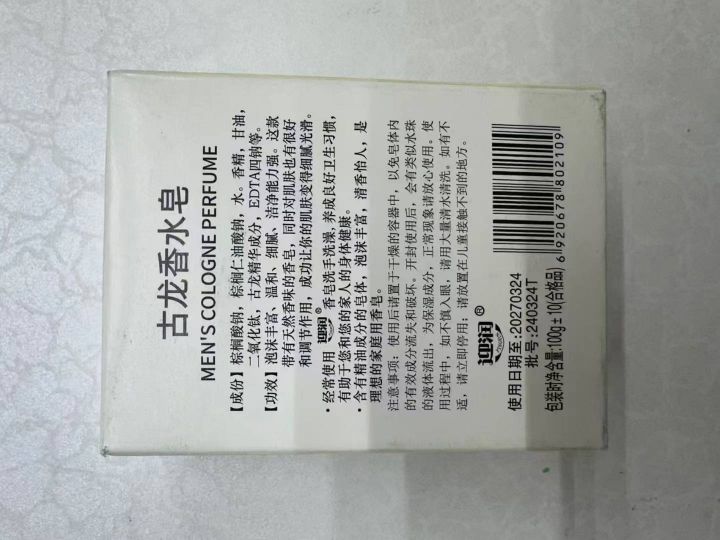 古龙香水皂
MEN'S COLOGNE PERFUME
【成份】棕榈酸钠，棕榈仁油酸钠，水。香精，甘油，
二氧化钛，古龙精华成分，EDTA四钠等。
【功效】泡沫丰富、温和、细腻、洁净能力强。这款
带有天然香味的香皂，同时对肌肤也有很好
和调节作用，成功让你的肌肤变得细腻光滑。
·经常使用 迎润® 香皂洗手洗澡，养成良好卫生习惯，
有助于您和您的家人的身体健康。
·含有精油成分的皂体，泡沫丰富，清香怡人，是
理想的家庭用香皂。
注意事项：使用后请置于干燥的容器中，以免皂体内
的有效成分流失和破坏。开封使用后，会有类似水珠
的液体流出，为保湿成分，正常现象请放心使用。使
用过程中，如不慎入眼，请用大量清水清洗。如有不
适，请立即停用；请放置在儿童接触不到的地方。
迎润®
使用日期至:20270324
批号:240324T
包装时净含量:100g±10(合格品)
6920678802109